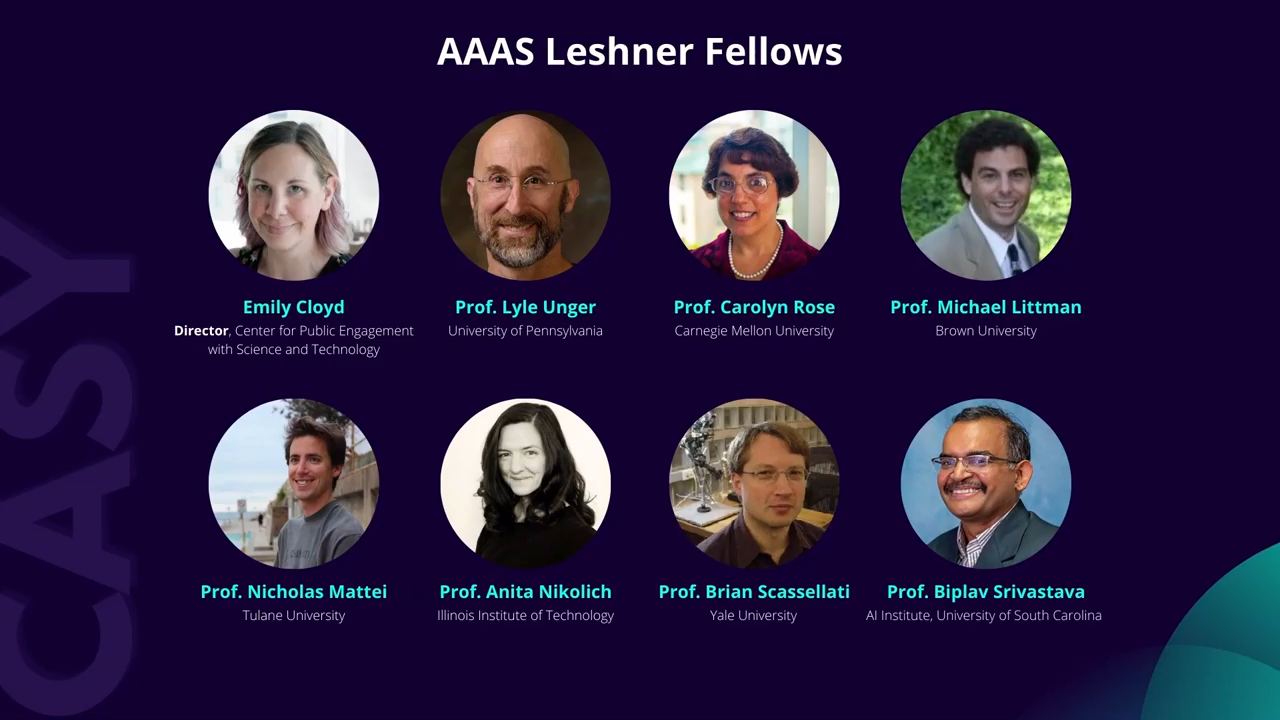 AAAS Leshner Fellows
Emily Cloyd
Director, Center for Public Engagement
with Science and Technology
Prof. Lyle Unger
University of Pennsylvania
Prof. Carolyn Rose
Carnegie Mellon University
Prof. Michael Littman
Brown University
Prof. Nicholas Mattei
Tulane University
Prof. Anita Nikolich
Illinois Institute of Technology
Prof. Brian Scassellati
Yale University
Prof. Biplav Srivastava
AI Institute, University of South Carolina
CASY